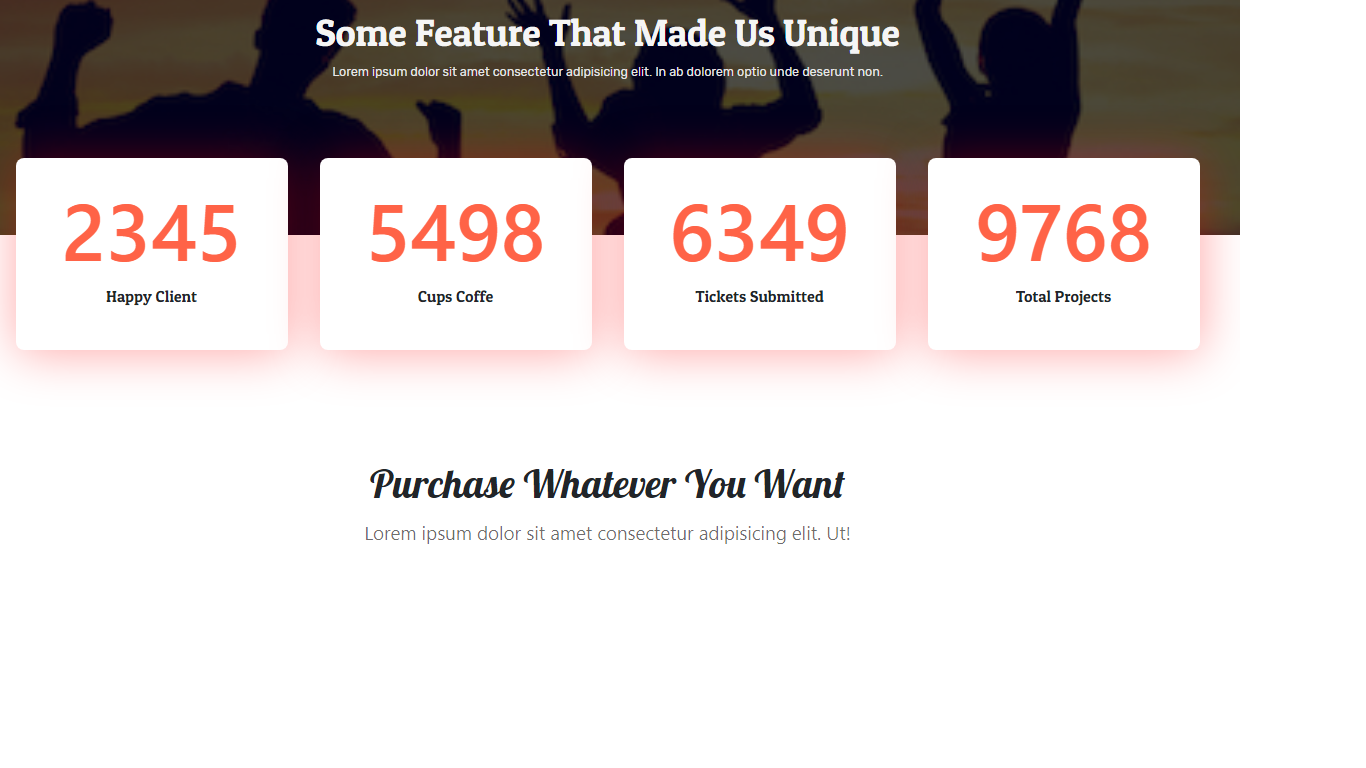 Some Feature That Made Us Unique
Lorem ipsum dolor sit amet consectetur adipisicing elit. In ab dolorem optio unde deserunt non.
2345
5498
6349
9768
Happy Client
Cups Coffe
Tickets Submitted
Total Projects
Purchase Whatever You Want
Lorem ipsum dolor sit amet consectetur adipisicing elit. Ut!